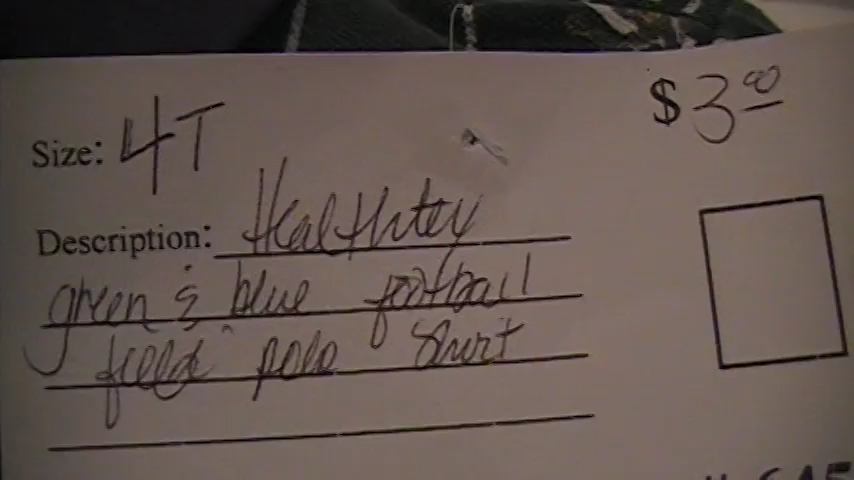 $3.00
Size: 4T
Description: Healthtex
green & blue football
field polo shirt